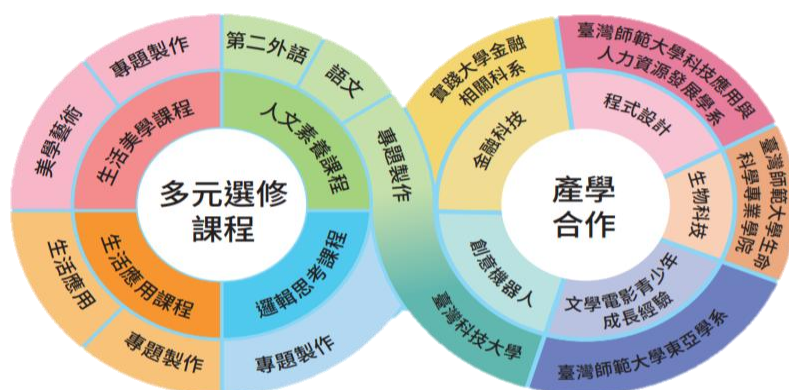 多元選修
課程
人文素養課程
第二外語
語文
專題製作
邏輯思考課程
專題製作
生活應用課程
專題製作
生活應用
生活美學課程
美學藝術
專題製作
產學
合作
程式設計
臺灣師範大學科技應用與
人力資源發展學系
生物科技
臺灣師範大學生命
科學專業學院
文學電影青少年
成長經驗
臺灣師範大學東亞學系
創意機器人
臺灣科技大學
金融科技
實踐大學金融
相關科系